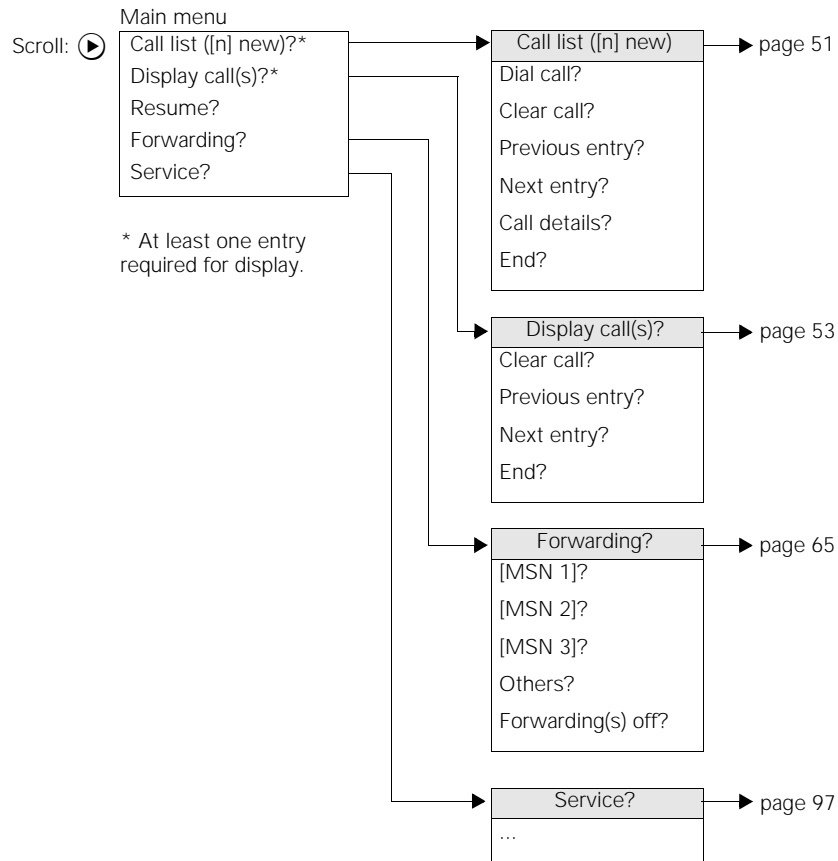 Main menu
Scroll:
Call list ([n] new)?*
Display call(s)?*
Resume?
Forwarding?
Service?
* At least one entry
required for display.
Call list ([n] new)
page 51
Dial call?
Clear call?
Previous entry?
Next entry?
Call details?
End?
Display call(s)?
page 53
Clear call?
Previous entry?
Next entry?
End?
Forwarding?
page 65
[MSN 1]?
[MSN 2]?
[MSN 3]?
Others?
Forwarding(s) off?
Service?
page 97
...